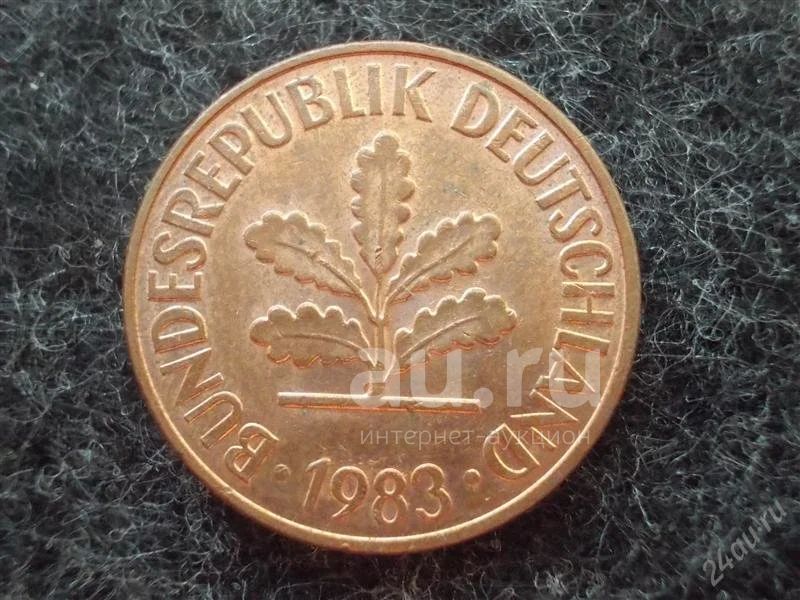 BUNDESREPUBLIK DEUTSCHLAND
· 1983 ·
au.ru
интернет-аукцион
24au.ru